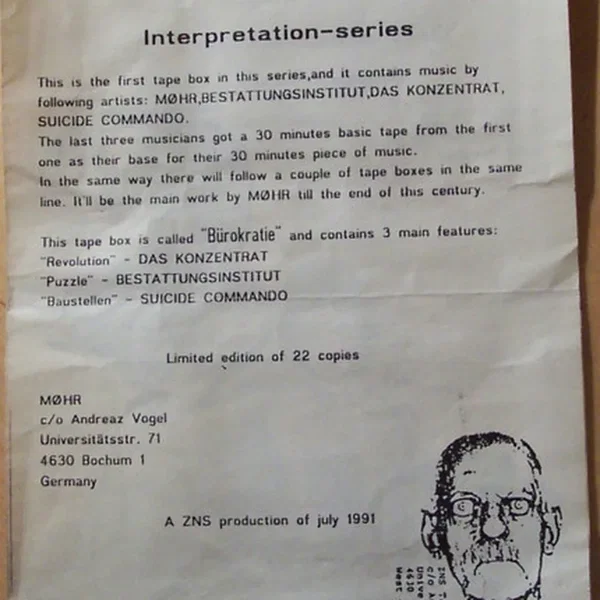 Interpretation-series
This is the first tape box in this series,and it contains music by
following artists: MØHR,BESTATTUNGSINSTITUT,DAS KONZENTRAT,
SUICIDE COMMANDO.
The last three musicians got a 30 minutes basic tape from the first
one as their base for their 30 minutes piece of music.
In the same way there will follow a couple of tape boxes in the same
line. It'll be the main work by MØHR till the end of this century.
This tape box is called "Bürokratie" and contains 3 main features:
"Revolution" - DAS KONZENTRAT
"Puzzle" - BESTATTUNGSINSTITUT
"Baustellen" - SUICIDE COMMANDO
Limited edition of 22 copies
MØHR
c/o Andreaz Vogel
Universitätsstr. 71
4630 Bochum 1
Germany
A ZNS production of july 1991
ZNS T
c/o A
Unive
4630
West